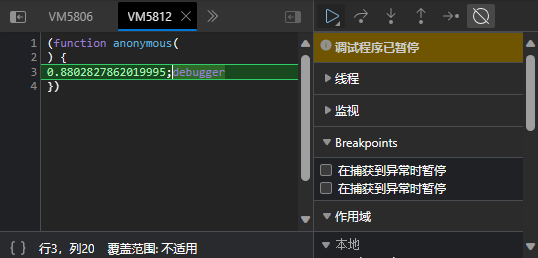 VM5806 VM5812
1 (function anonymous(
2 ) {
3 0.8802827862019995;debugger
4 })
{ } 行3，列20 覆盖范围: 不适用
调试程序已暂停
线程
监视
Breakpoints
在捕获到异常时暂停
在捕获到异常时暂停
作用域
本地